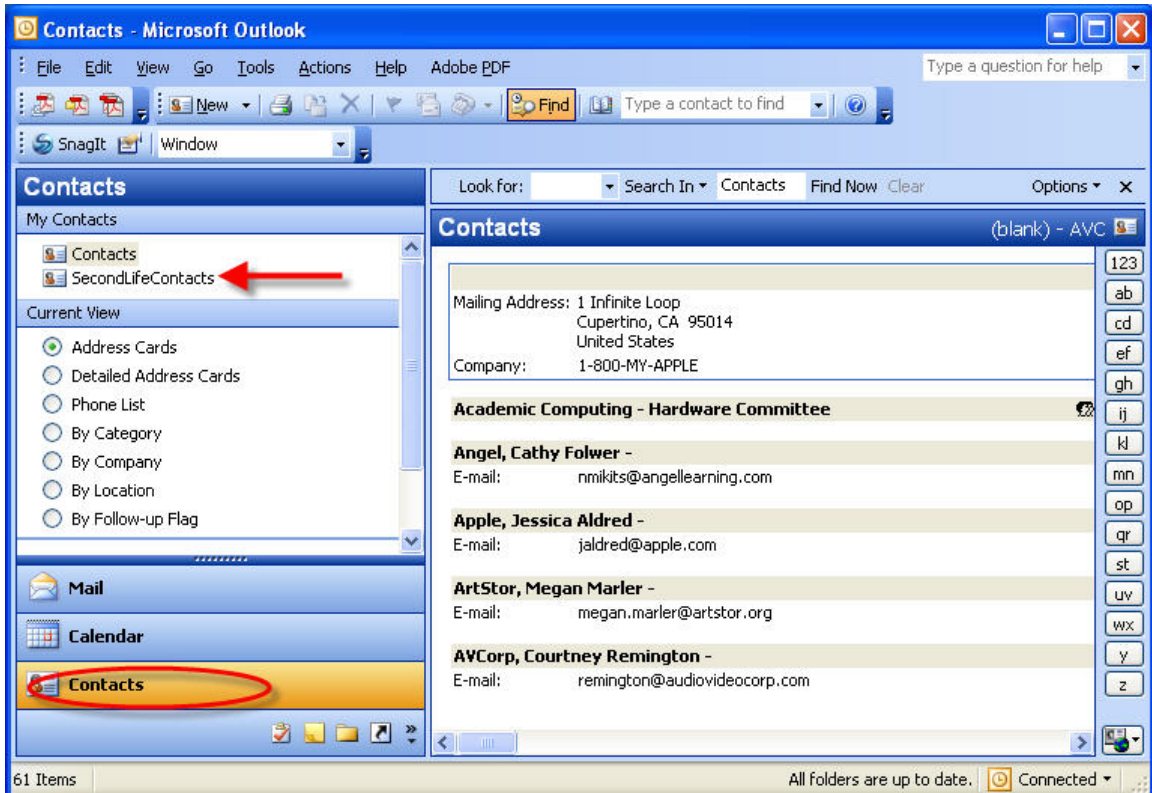 Contacts - Microsoft Outlook
File Edit View Go Tools Actions Help Adobe PDF Type a question for help
New Find Type a contact to find
SnagIt Window
Contacts
Look for: Search In Contacts Find Now Clear Options
My Contacts
Contacts
SecondLifeContacts
Current View
Address Cards
Detailed Address Cards
Phone List
By Category
By Company
By Location
By Follow-up Flag
Mail
Calendar
Contacts
Contacts (blank) - AVC
Mailing Address: 1 Infinite Loop
Cupertino, CA 95014
United States
Company: 1-800-MY-APPLE
Academic Computing - Hardware Committee
Angel, Cathy Folwer -
E-mail: nmikits@angellearning.com
Apple, Jessica Aldred -
E-mail: jaldred@apple.com
ArtStor, Megan Marler -
E-mail: megan.marler@artstor.org
AVCorp, Courtney Remington -
E-mail: remington@audiovideocorp.com
123
ab
cd
ef
gh
ij
kl
mn
op
qr
st
uv
wx
y
z
61 Items All folders are up to date. Connected